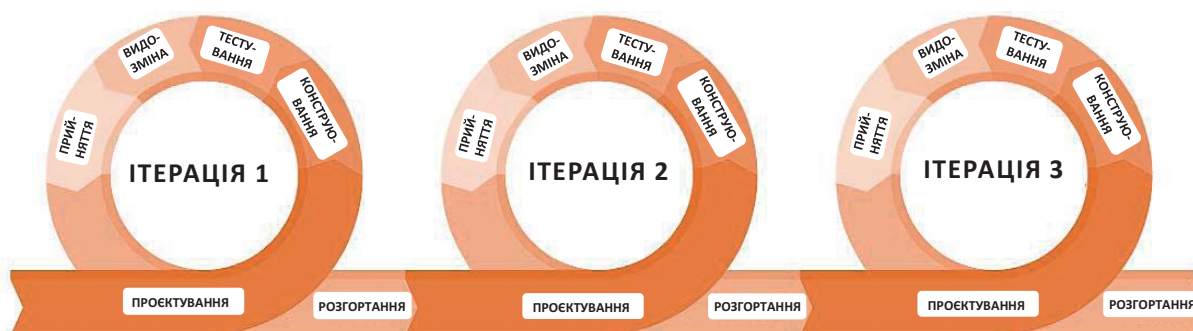 ВИДО-
ЗМІНА
ТЕСТУ-
ВАННЯ
КОНСТРУЮ-
ВАННЯ
ПРИЙ-
НЯТТЯ
ІТЕРАЦІЯ 1
ПРОЄКТУВАННЯ
РОЗГОРТАННЯ
ВИДО-
ЗМІНА
ТЕСТУ-
ВАННЯ
КОНСТРУЮ-
ВАННЯ
ПРИЙ-
НЯТТЯ
ІТЕРАЦІЯ 2
ПРОЄКТУВАННЯ
РОЗГОРТАННЯ
ВИДО-
ЗМІНА
ТЕСТУ-
ВАННЯ
КОНСТРУЮ-
ВАННЯ
ПРИЙ-
НЯТТЯ
ІТЕРАЦІЯ 3
ПРОЄКТУВАННЯ
РОЗГОРТАННЯ